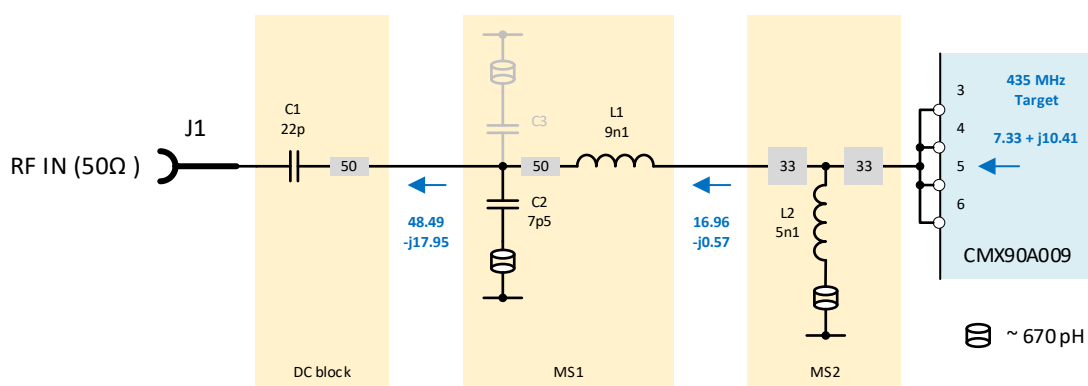 J1
RF IN (50Ω )
C1
22p
50
DC block
48.49
-j17.95
C3
50
L1
9n1
C2
7p5
MS1
16.96
-j0.57
33
33
L2
5n1
MS2
3
4
5
6
435 MHz
Target
7.33 + j10.41
CMX90A009
~ 670 pH